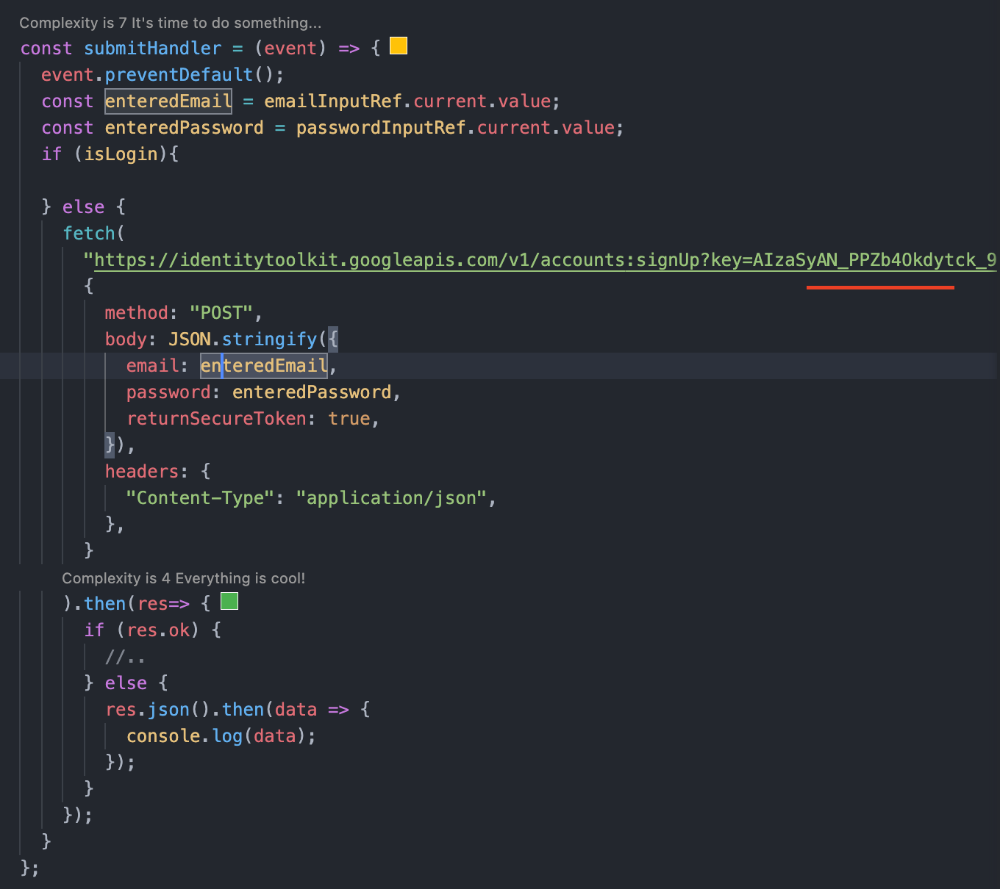 Complexity is 7 It's time to do something...
const submitHandler = (event) => {
event.preventDefault();
const enteredEmail = emailInputRef.current.value;
const enteredPassword = passwordInputRef.current.value;
if (isLogin){
} else {
fetch(
"https://identitytoolkit.googleapis.com/v1/accounts:signUp?key=AIzaSyAN_PPZb4Okdytck_9
{
method: "POST",
body: JSON.stringify({
email: enteredEmail,
password: enteredPassword,
returnSecureToken: true,
}),
headers: {
"Content-Type": "application/json",
},
}
Complexity is 4 Everything is cool!
).then(res=> {
if (res.ok) {
//..
} else {
res.json().then(data => {
console.log(data);
});
}
});
}
};